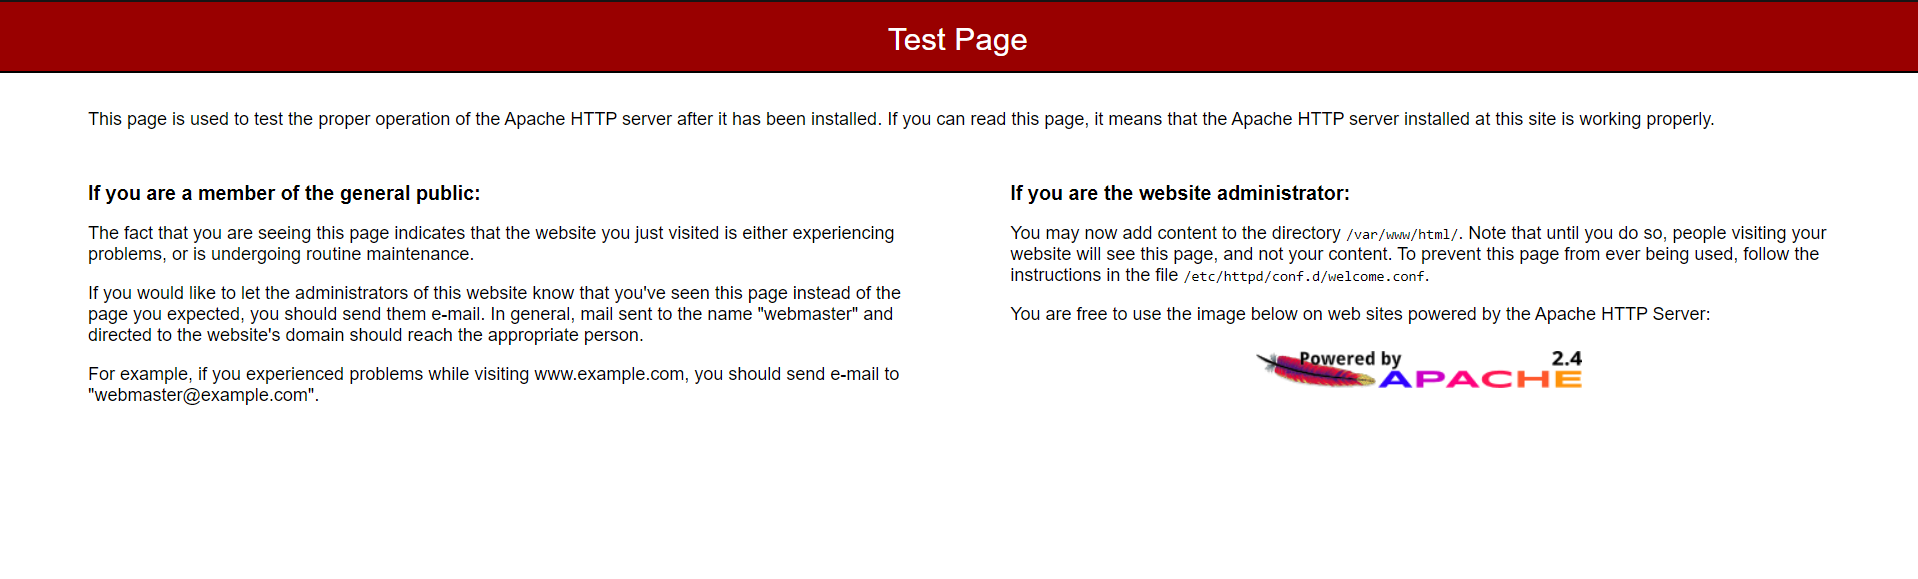 Test Page
This page is used to test the proper operation of the Apache HTTP server after it has been installed. If you can read this page, it means that the Apache HTTP server installed at this site is working properly.
If you are a member of the general public:
The fact that you are seeing this page indicates that the website you just visited is either experiencing
problems, or is undergoing routine maintenance.
If you would like to let the administrators of this website know that you've seen this page instead of the
page you expected, you should send them e-mail. In general, mail sent to the name "webmaster" and
directed to the website's domain should reach the appropriate person.
For example, if you experienced problems while visiting www.example.com, you should send e-mail to
"webmaster@example.com".
If you are the website administrator:
You may now add content to the directory /var/www/html/. Note that until you do so, people visiting your
website will see this page, and not your content. To prevent this page from ever being used, follow the
instructions in the file /etc/httpd/conf.d/welcome.conf.
You are free to use the image below on web sites powered by the Apache HTTP Server:
Powered by 2.4
APACHE